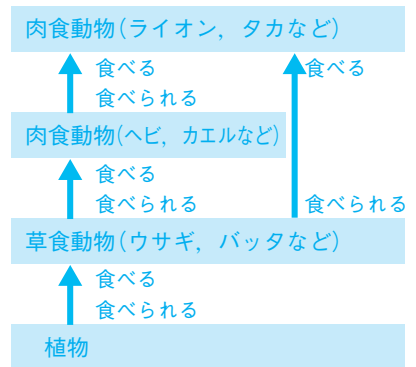 肉食動物(ライオン，タカなど)
食べる
食べる
食べられる
肉食動物(ヘビ，カエルなど)
食べる
食べられる
食べられる
草食動物(ウサギ，バッタなど)
食べる
食べられる
植物